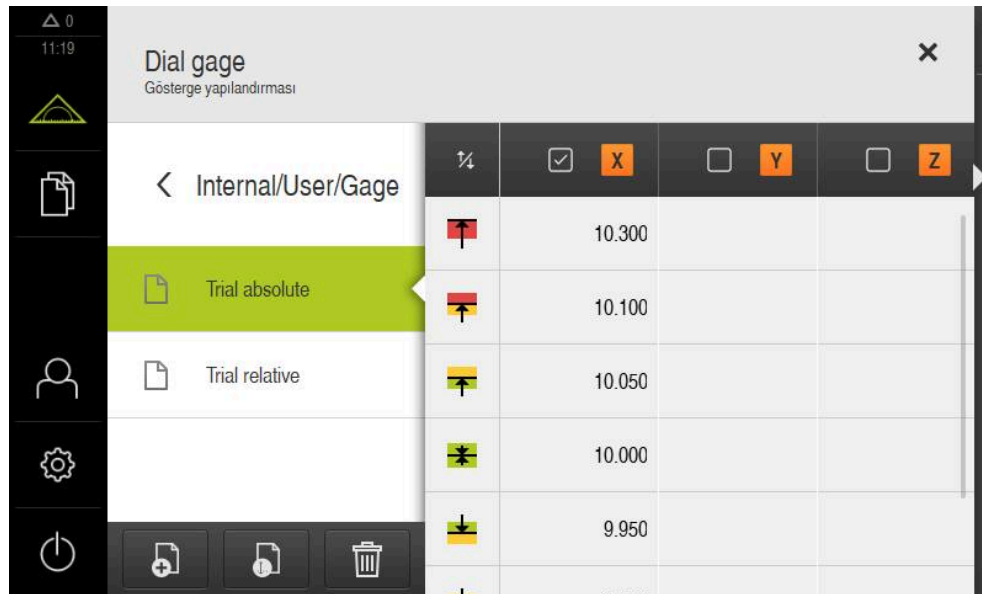 0
11:19
Dial gage
Gösterge yapılandırması
Internal/User/Gage
X
Y
Z
Trial absolute
Trial relative
10.300
10.100
10.050
10.000
9.950